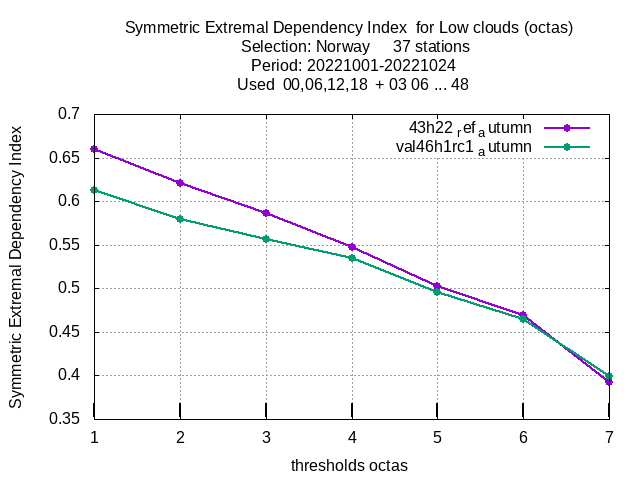 Symmetric Extremal Dependency Index for Low clouds (octas)
Selection: Norway 37 stations
Period: 20221001-20221024
Used 00,06,12,18 + 03 06 ... 48
Symmetric Extremal Dependency Index
0.7
0.65
0.6
0.55
0.5
0.45
0.4
0.35
43h22 ref a utumn
val46h1rc1 a utumn
1 2 3 4 5 6 7
thresholds octas